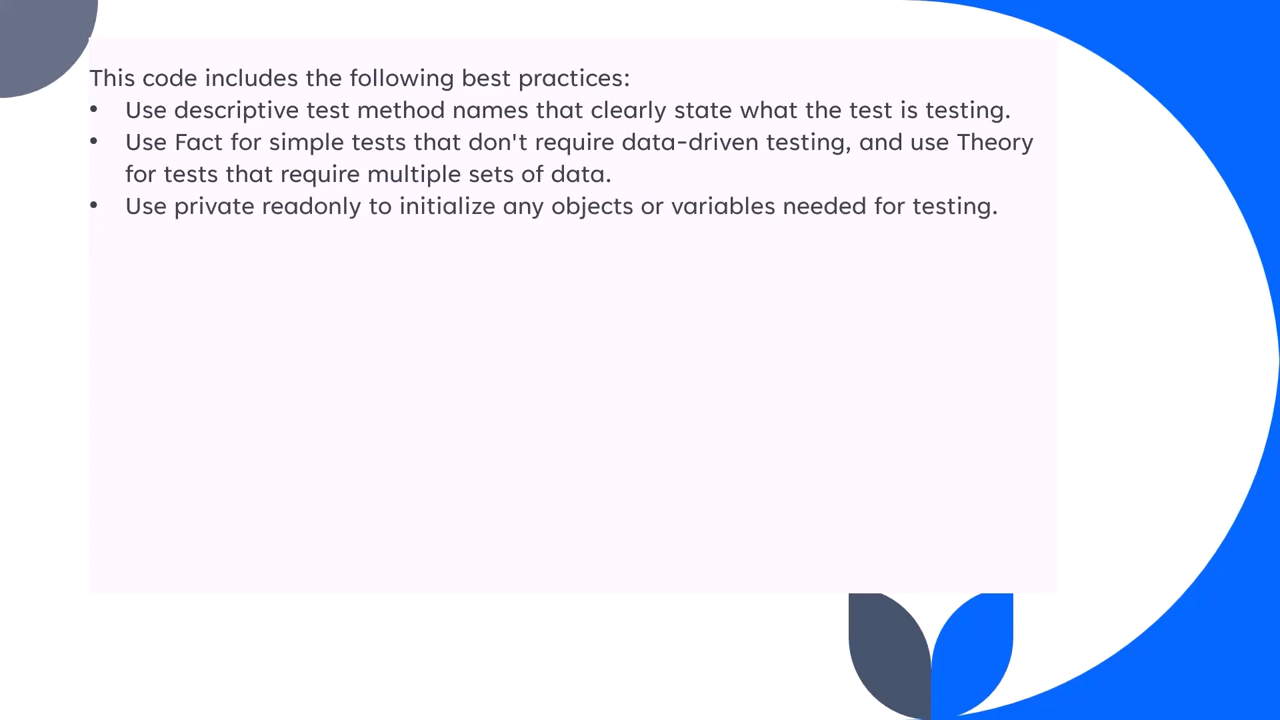 This code includes the following best practices:
• Use descriptive test method names that clearly state what the test is testing.
• Use Fact for simple tests that don't require data-driven testing, and use Theory
for tests that require multiple sets of data.
• Use private readonly to initialize any objects or variables needed for testing.